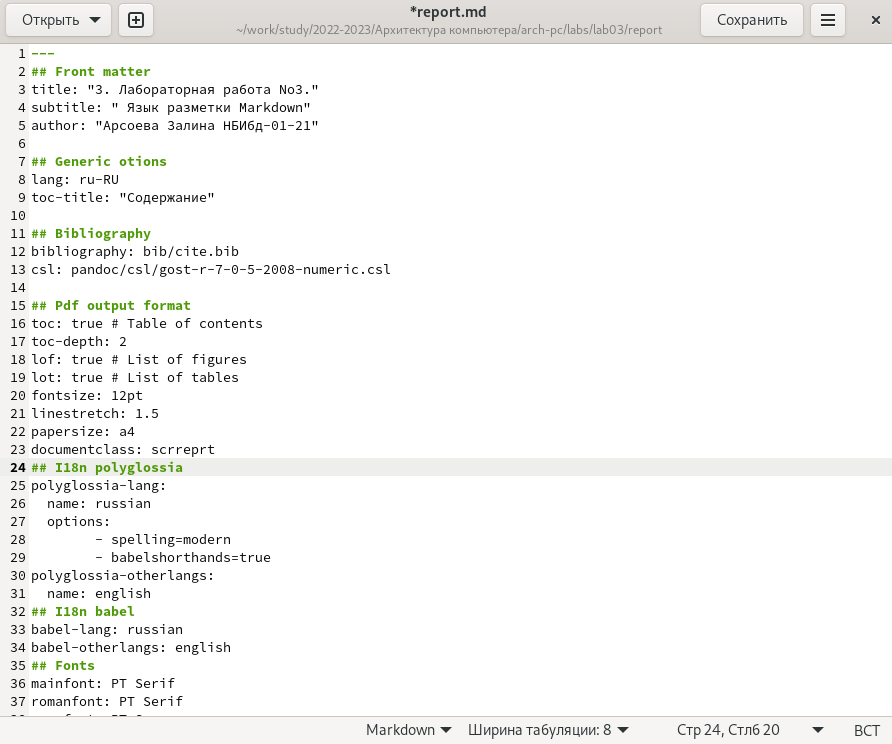 Открыть
*report.md
~/work/study/2022-2023/Архитектура компьютера/arch-pc/labs/lab03/report
Сохранить
1 ---
2 ## Front matter
3 title: "3. Лабораторная работа No3."
4 subtitle: " Язык разметки Markdown"
5 author: "Арсоева Залина НБИбд-01-21"
6
7 ## Generic otions
8 lang: ru-RU
9 toc-title: "Содержание"
10
11 ## Bibliography
12 bibliography: bib/cite.bib
13 csl: pandoc/csl/gost-r-7-0-5-2008-numeric.csl
14
15 ## Pdf output format
16 toc: true # Table of contents
17 toc-depth: 2
18 lof: true # List of figures
19 lot: true # List of tables
20 fontsize: 12pt
21 linestretch: 1.5
22 papersize: a4
23 documentclass: scrreprt
24 ## I18n polyglossia
25 polyglossia-lang:
26   name: russian
27   options:
28         - spelling=modern
29         - babelshorthands=true
30 polyglossia-otherlangs:
31   name: english
32 ## I18n babel
33 babel-lang: russian
34 babel-otherlangs: english
35 ## Fonts
36 mainfont: PT Serif
37 romanfont: PT Serif
Markdown Ширина табуляции: 8 Стр 24, Стлб 20 ВСТ